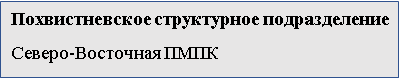 Похвистневское структурное подразделение
Северо-Восточная ПМПК